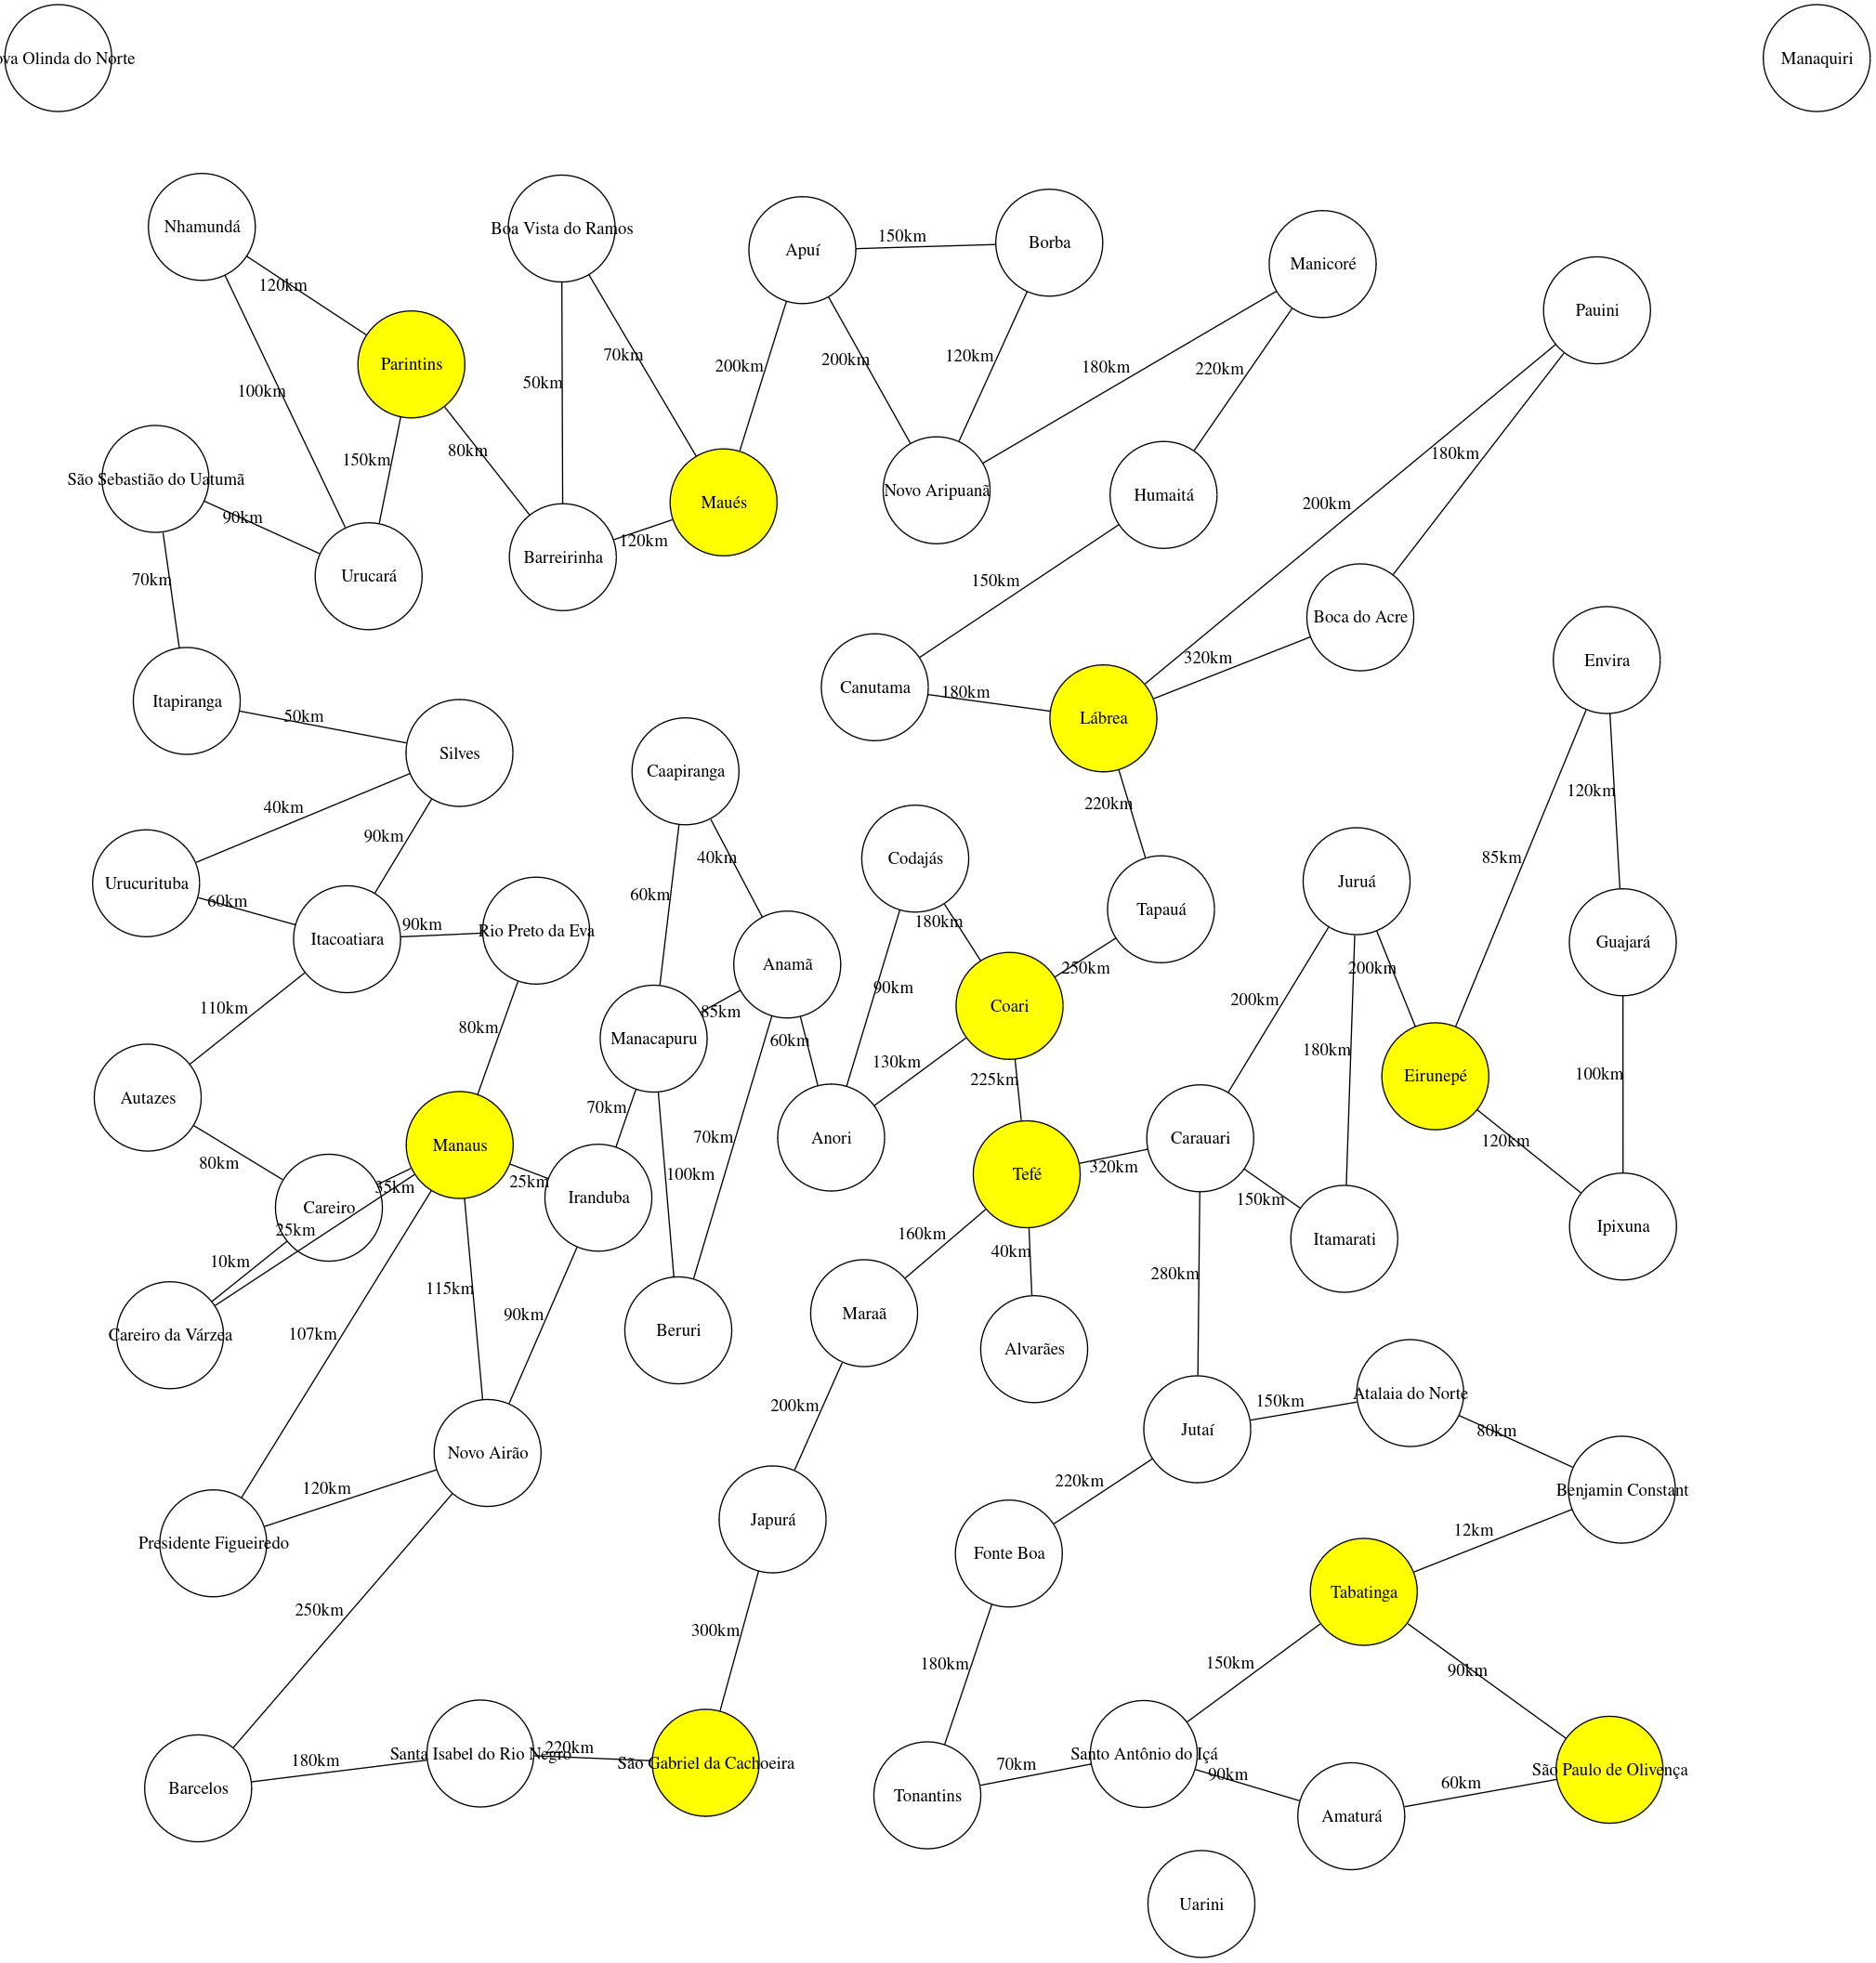 ova Olinda do Norte
Manaquiri
Nhamundá
Boa Vista do Ramos
Apuí
150km
Borba
Manicoré
120km
Pauini
Parintins
70km
200km
200km
120km
180km
220km
100km
50km
150km
80km
180km
São Sebastião do Uatumã
Maués
Novo Aripuanã
Humaitá
200km
90km
120km
Barreirinha
Urucará
70km
150km
Boca do Acre
Envira
320km
Itapiranga
50km
Canutama
180km
Lábrea
Silves
Caapiranga
120km
40km
220km
90km
40km
Codajás
85km
Urucurituba
60km
60km
Juruá
Itacoatiara
90km
Rio Preto da Eva
180km
Tapauá
Guajará
Anamã
250km
200km
110km
90km
200km
80km
85km
Coari
Manacapuru
60km
130km
180km
Autazes
225km
Eirunepé
100km
70km
Manaus
70km
Anori
Carauari
120km
80km
25km
100km
Tefé
320km
35km
Iranduba
150km
Careiro
25km
160km
Itamarati
Ipixuna
10km
115km
40km
280km
Careiro da Várzea
107km
90km
Beruri
Maraã
Alvarães
200km
150km
Atalaia do Norte
Jutaí
80km
Novo Airão
120km
220km
Benjamin Constant
Japurá
12km
Presidente Figueiredo
Fonte Boa
Tabatinga
250km
300km
180km
150km
90km
180km
Santa Isabel do Rio Negro
220km
São Gabriel da Cachoeira
Santo Antônio do Içá
70km
90km
São Paulo de Olivença
Barcelos
Tonantins
60km
Amaturá
Uarini